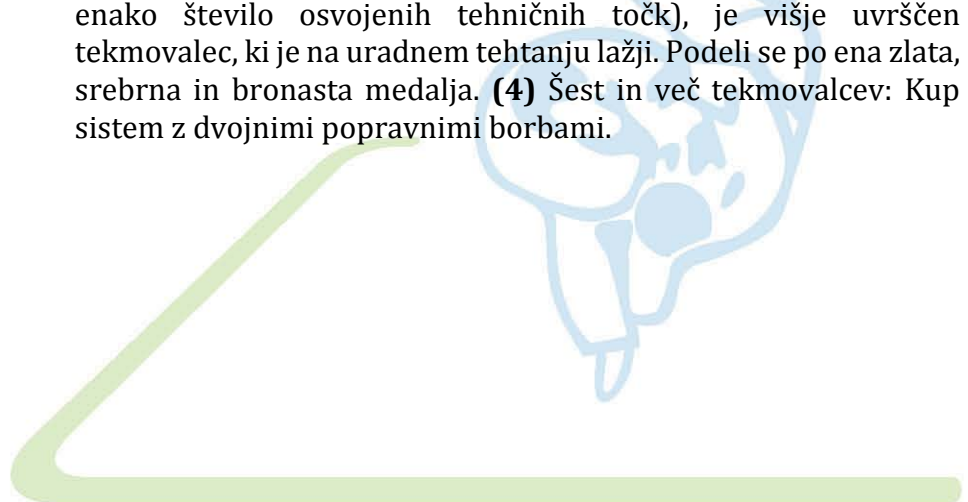 enako število osvojenih tehničnih točk), je višje uvrščen
tekmovalec, ki je na uradnem tehtanju lažji. Podeli se po ena zlata,
srebrna in bronasta medalja. (4) Šest in več tekmovalcev: Kup
sistem z dvojnimi popravnimi borbami.